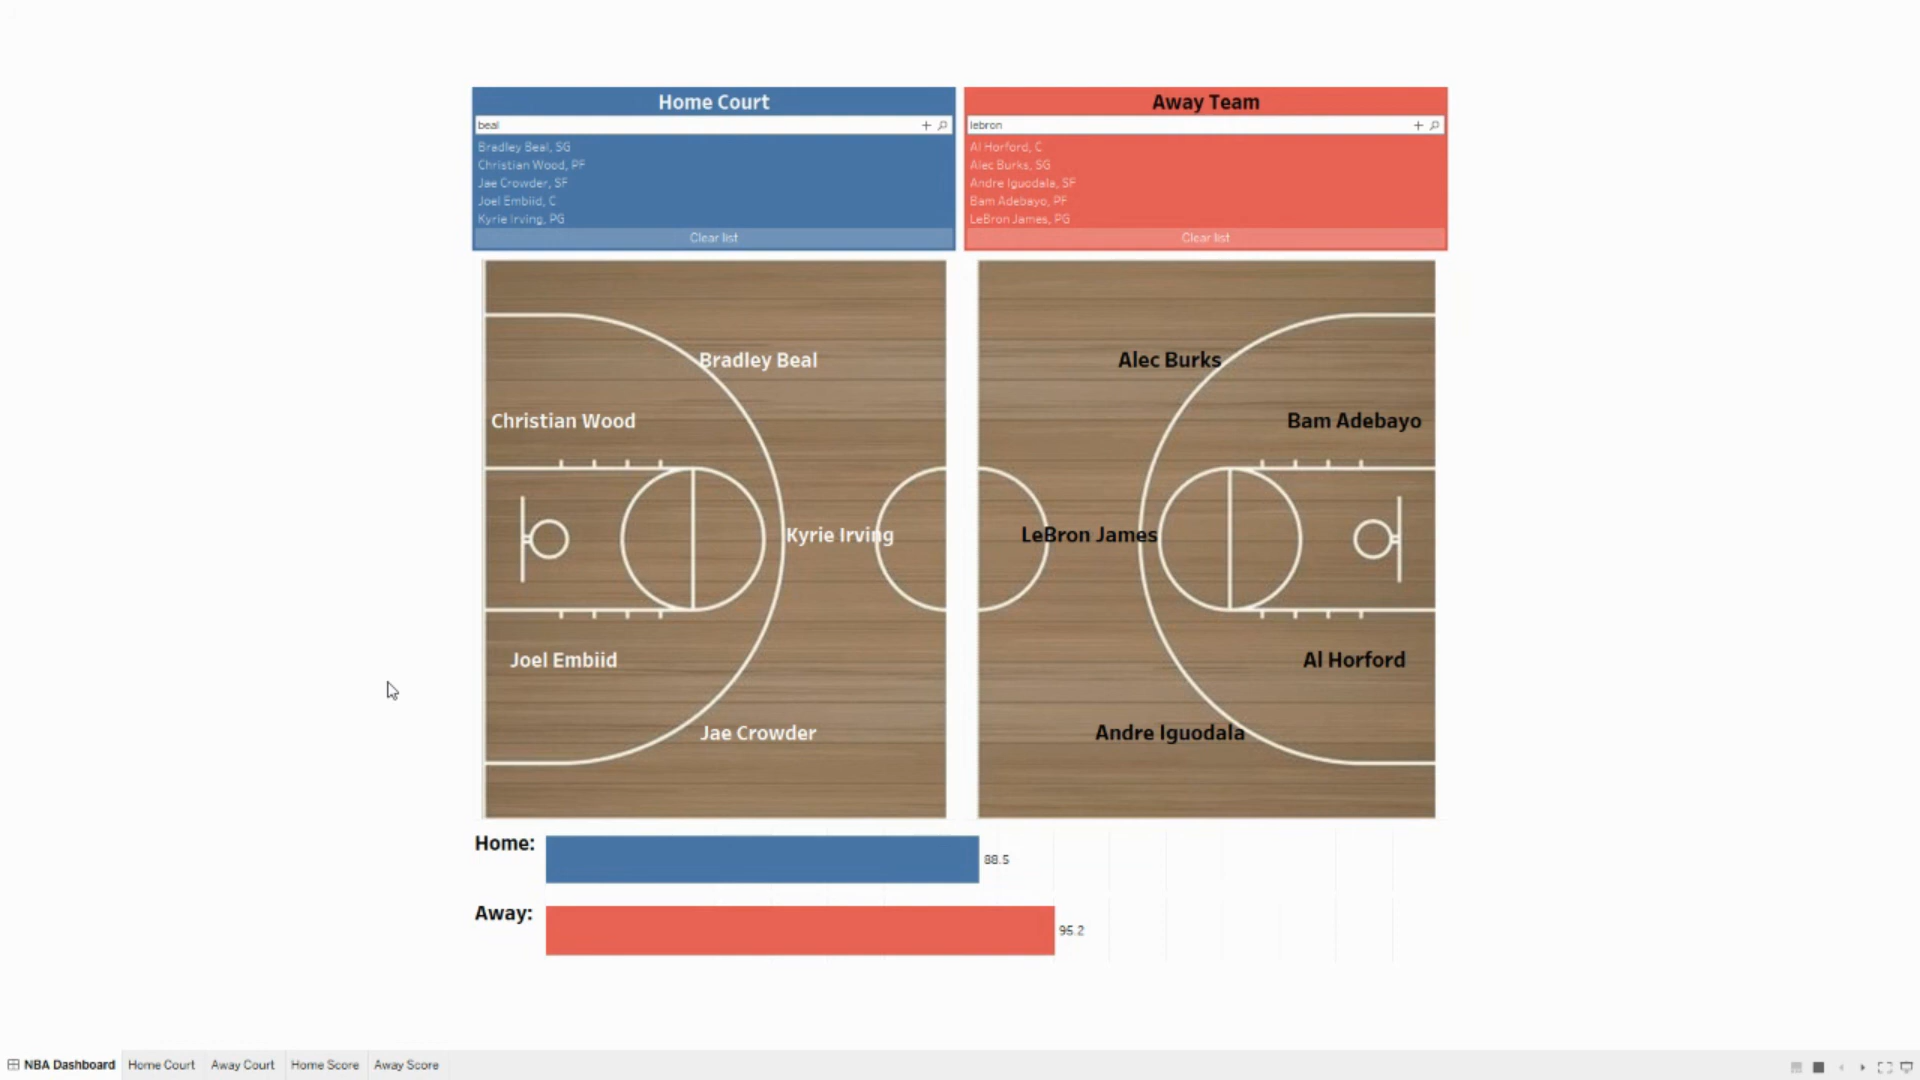 Home Court
beal
Bradley Beal, SG
Christian Wood, PF
Jae Crowder, SF
Joel Embiid, C
Kyrie Irving, PG
Clear list
Away Team
lebron
Al Horford, C
Alec Burks, SG
Andre Iguodala, SF
Bam Adebayo, PF
LeBron James, PG
Clear list
Bradley Beal
Christian Wood
Kyrie Irving
Joel Embiid
Jae Crowder
Alec Burks
Bam Adebayo
LeBron James
Al Horford
Andre Iguodala
Home: 88.5
Away: 95.2
NBA Dashboard Home Court Away Court Home Score Away Score